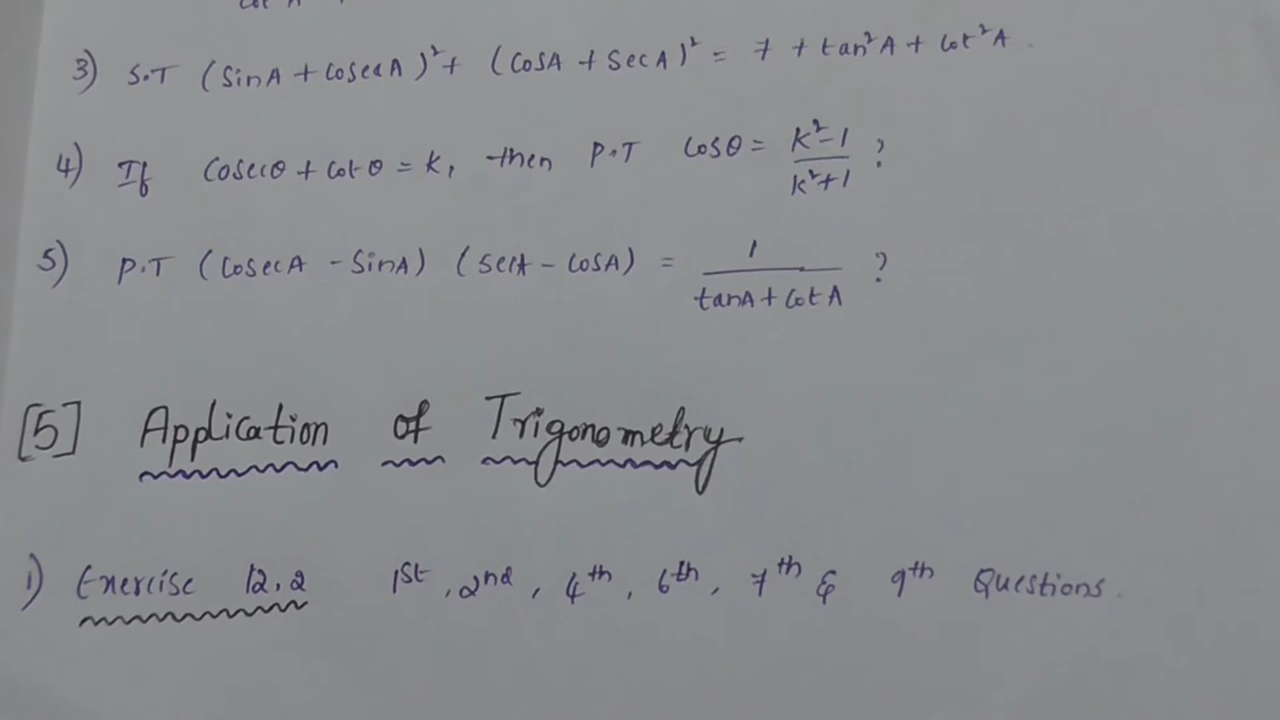 3) S.T (SinA + CosecA)² + (CosA + SecA)² = 7 + tan²A + Cot²A.
4) If Cosecθ + Cotθ = k, then P.T Cosθ = k²-1 / k²+1 ?
5) P.T (CosecA - SinA) (SecA - CosA) = 1 / tanA + Cot A ?
[5] Application of Trigonometry
1) Exercise 12.2 1st, 2nd, 4th, 6th, 7th & 9th Questions.